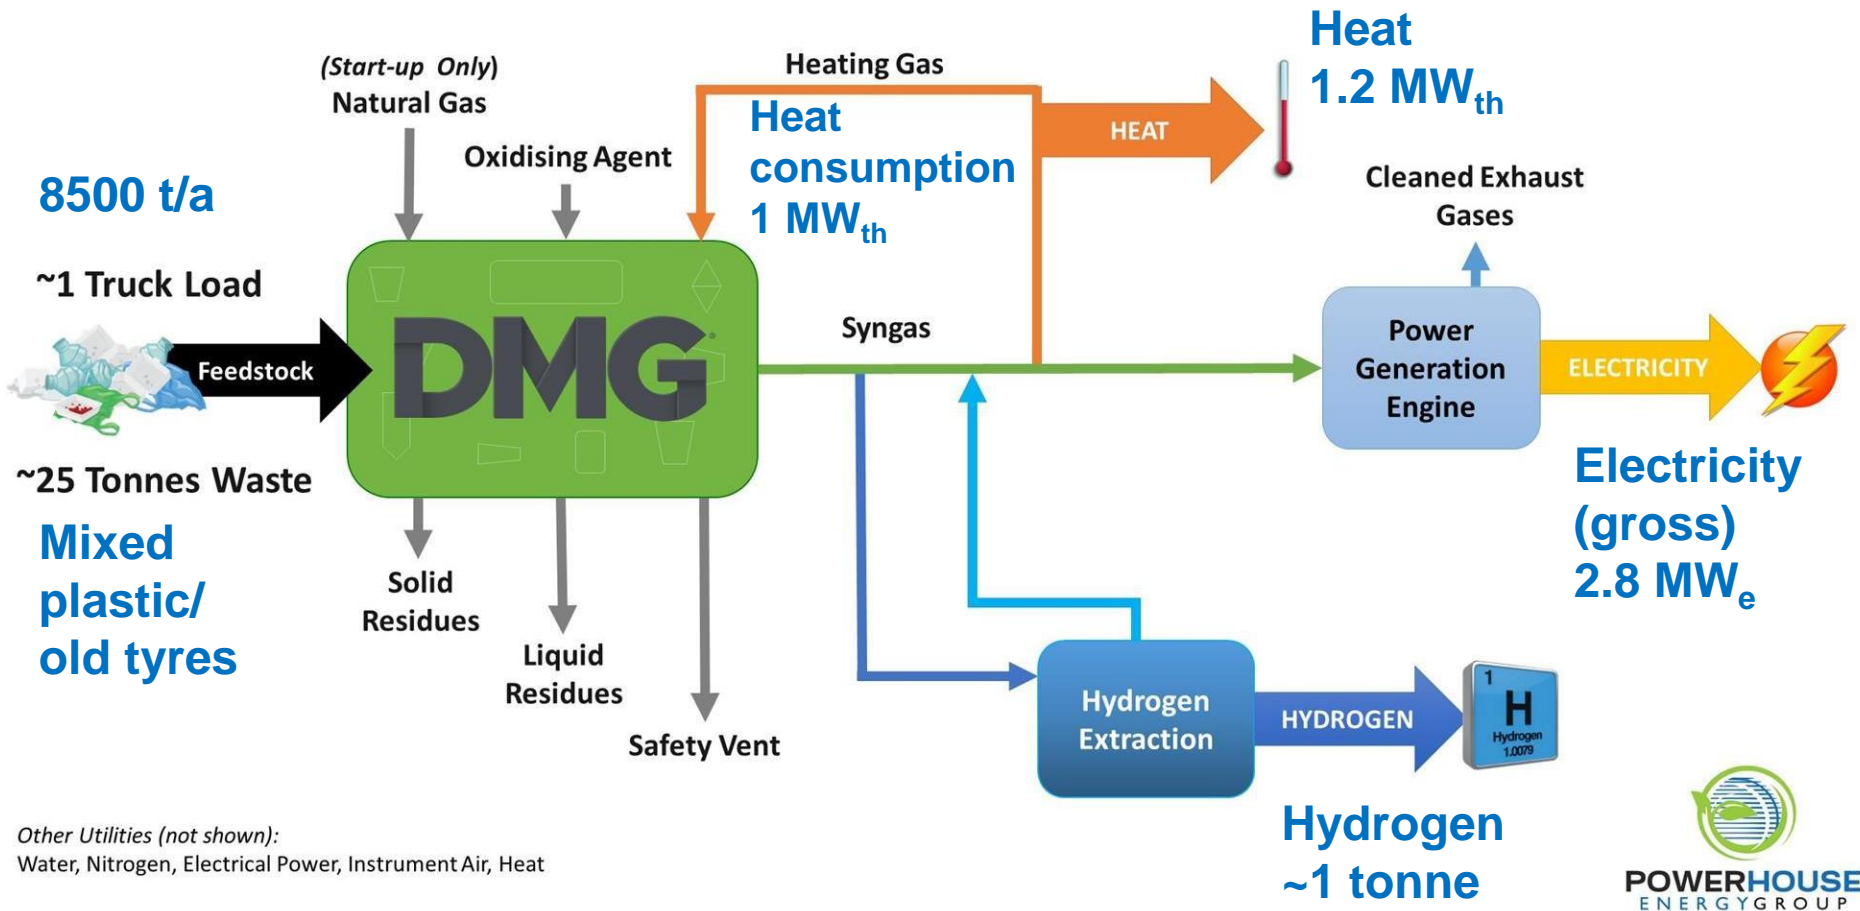 (Start-up Only)
Natural Gas
Oxidising Agent
Heating Gas
Heat
consumption
1 MWth
HEAT
Heat
1.2 MWth
Cleaned Exhaust
Gases
8500 t/a
~1 Truck Load
Feedstock
~25 Tonnes Waste
Mixed
plastic/
old tyres
DMG
Syngas
Power
Generation
Engine
ELECTRICITY
Electricity
(gross)
2.8 MWe
Solid
Residues
Liquid
Residues
Safety Vent
Hydrogen
Extraction
HYDROGEN
1
H
Hydrogen
1.0079
Hydrogen
~1 tonne
Other Utilities (not shown):
Water, Nitrogen, Electrical Power, Instrument Air, Heat
POWERHOUSE
ENERGYGROUP